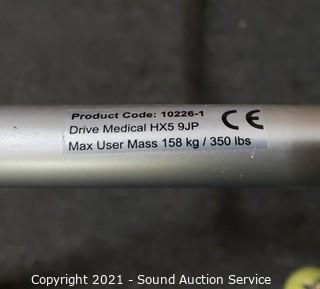 Product Code: 10226-1
Drive Medical HX5 9JP
Max User Mass 158 kg / 350 lbs
CE
Copyright 2021 - Sound Auction Service